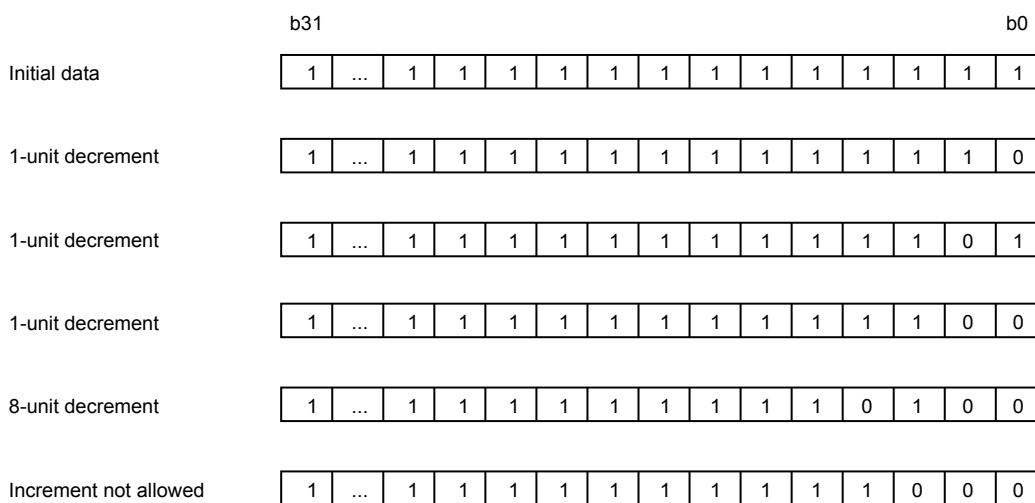 b31 b0
Initial data 1 ... 1 1 1 1 1 1 1 1 1 1 1 1 1
1-unit decrement 1 ... 1 1 1 1 1 1 1 1 1 1 1 1 0
1-unit decrement 1 ... 1 1 1 1 1 1 1 1 1 1 1 0 1
1-unit decrement 1 ... 1 1 1 1 1 1 1 1 1 1 1 0 0
8-unit decrement 1 ... 1 1 1 1 1 1 1 1 1 0 1 0 0
Increment not allowed 1 ... 1 1 1 1 1 1 1 1 1 1 0 0 0